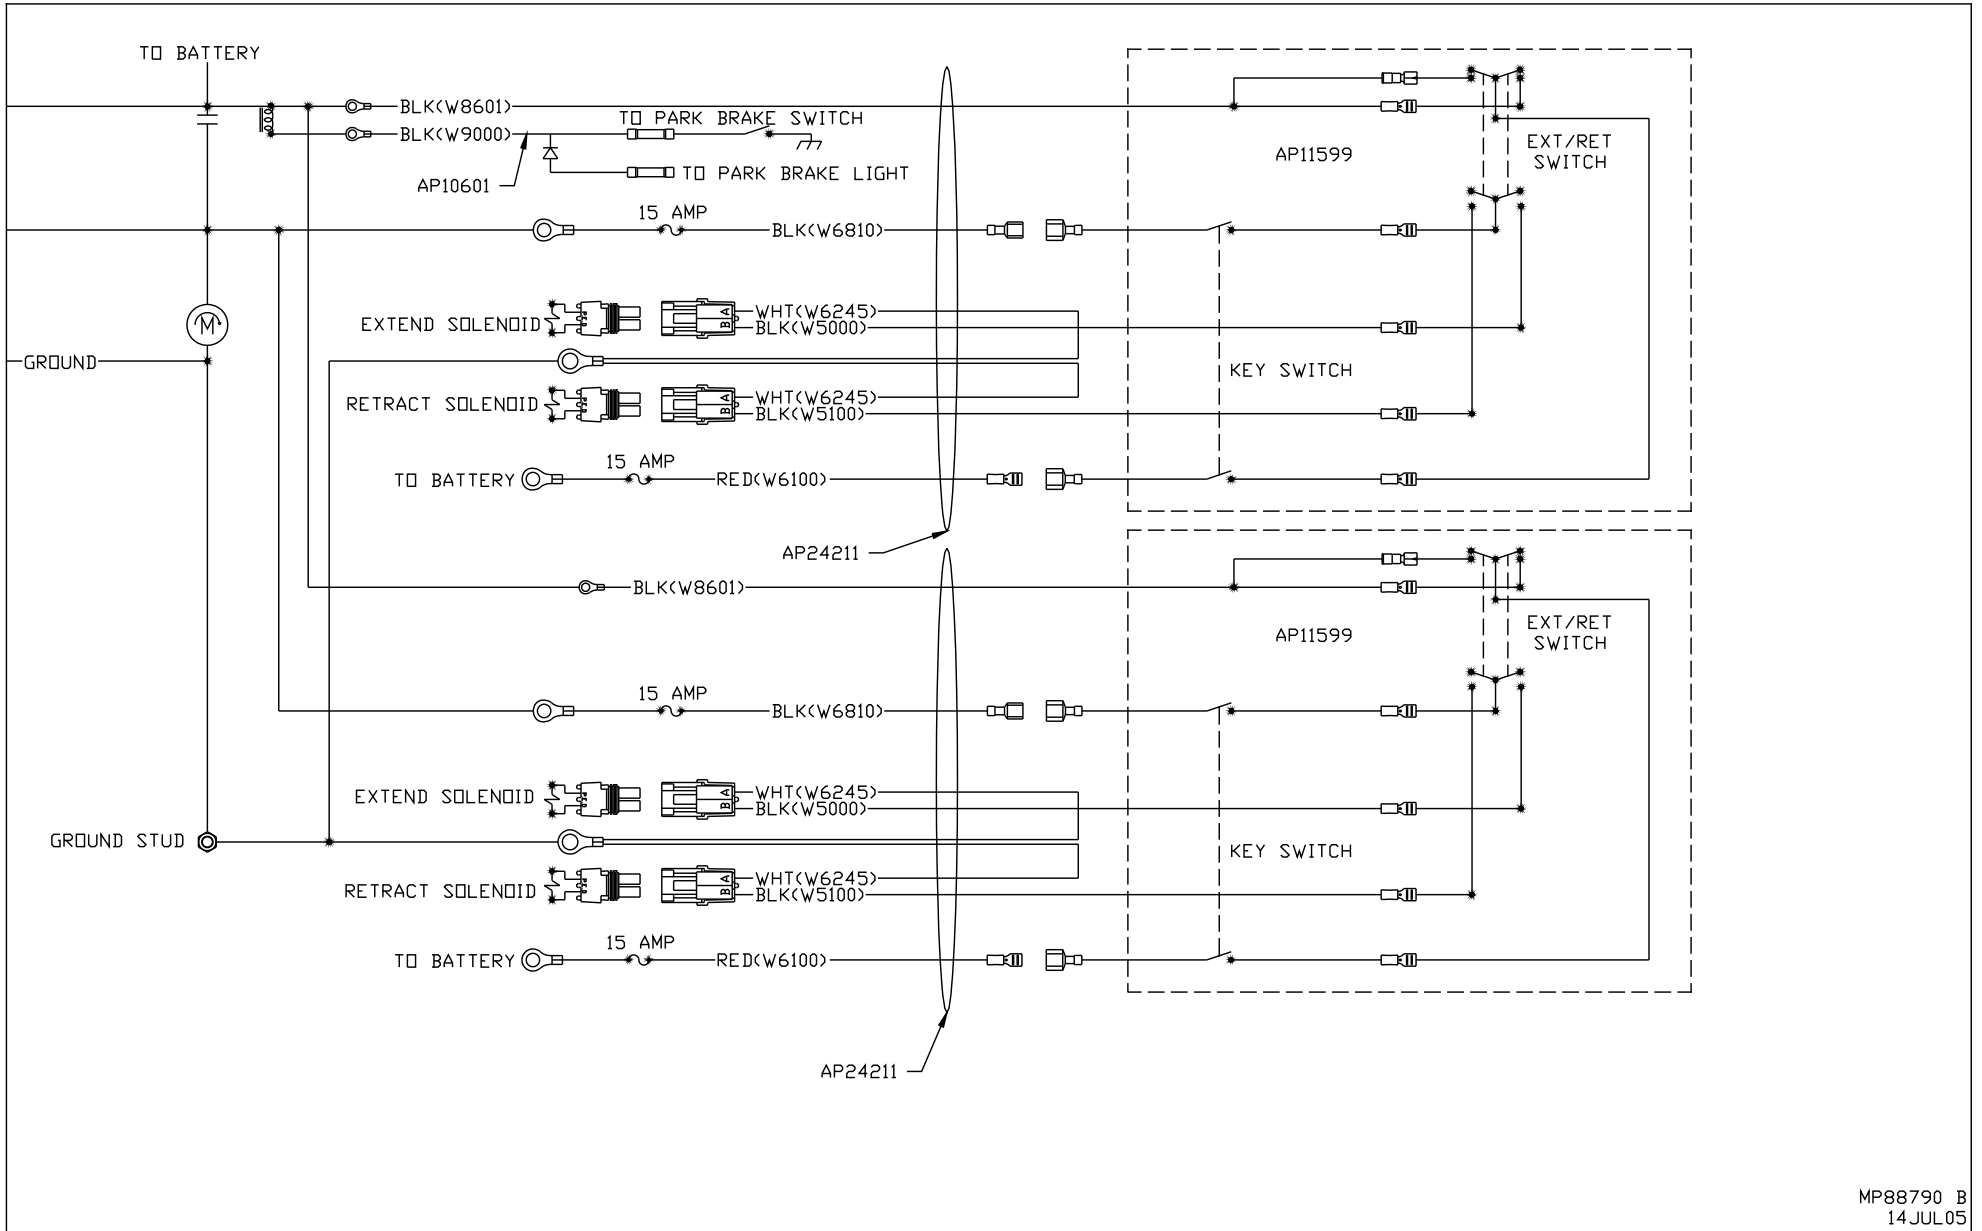 TO BATTERY
BLK(W8601)
TO PARK BRAKE SWITCH
BLK(W9000)
AP10601
TO PARK BRAKE LIGHT
AP11599
EXT/RET
SWITCH
15 AMP
BLK(W6810)
EXTEND SOLENOID
A
B
WHT(W6245)
BLK(W5000)
M
GROUND
KEY SWITCH
RETRACT SOLENOID
A
B
WHT(W6245)
BLK(W5100)
TO BATTERY
15 AMP
RED(W6100)
AP24211
BLK(W8601)
AP11599
EXT/RET
SWITCH
15 AMP
BLK(W6810)
EXTEND SOLENOID
A
B
WHT(W6245)
BLK(W5000)
GROUND STUD
KEY SWITCH
RETRACT SOLENOID
A
B
WHT(W6245)
BLK(W5100)
TO BATTERY
15 AMP
RED(W6100)
AP24211
MP88790 B
14JUL05